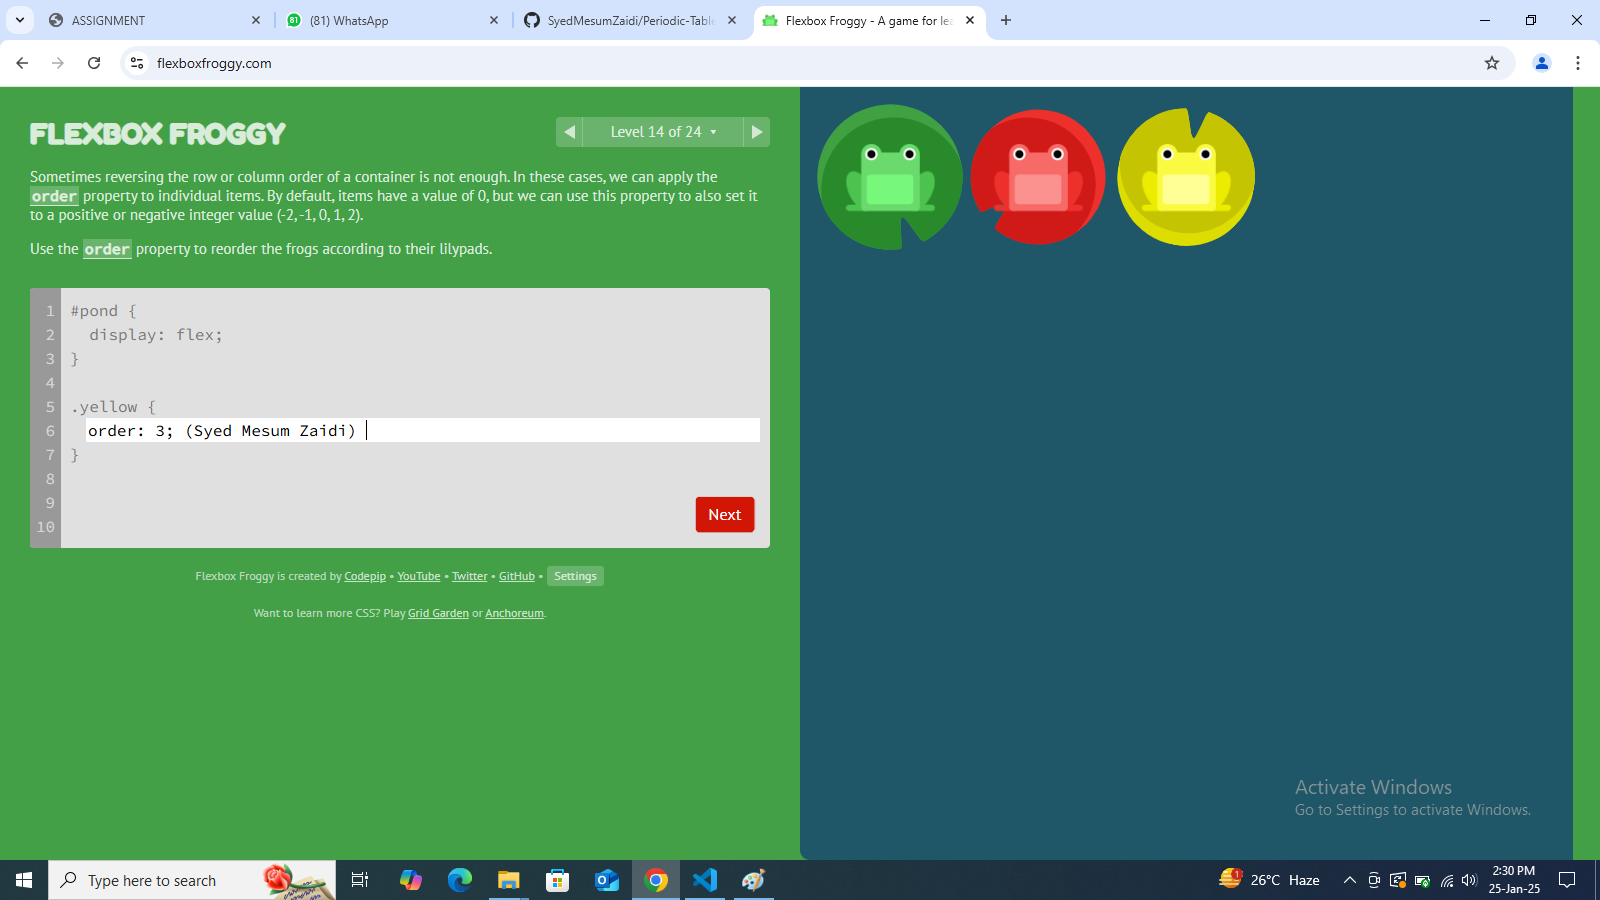 ASSIGNMENT
(81) WhatsApp
SyedMesumZaidi/Periodic-Table
Flexbox Froggy - A game for lea
flexboxfroggy.com
FLEXBOX FROGGY
Level 14 of 24 ▼
Sometimes reversing the row or column order of a container is not enough. In these cases, we can apply the
order property to individual items. By default, items have a value of 0, but we can use this property to also set it
to a positive or negative integer value (-2, -1, 0, 1, 2).
Use the order property to reorder the frogs according to their lilypads.
1 #pond {
2 display: flex;
3 }
4
5 .yellow {
6 order: 3; (Syed Mesum Zaidi)
7 }
8
9
10
Next
Flexbox Froggy is created by Codepip • YouTube • Twitter • GitHub • Settings
Want to learn more CSS? Play Grid Garden or Anchoreum.
Activate Windows
Go to Settings to activate Windows.
Type here to search
1
26°C Haze
2:30 PM
25-Jan-25